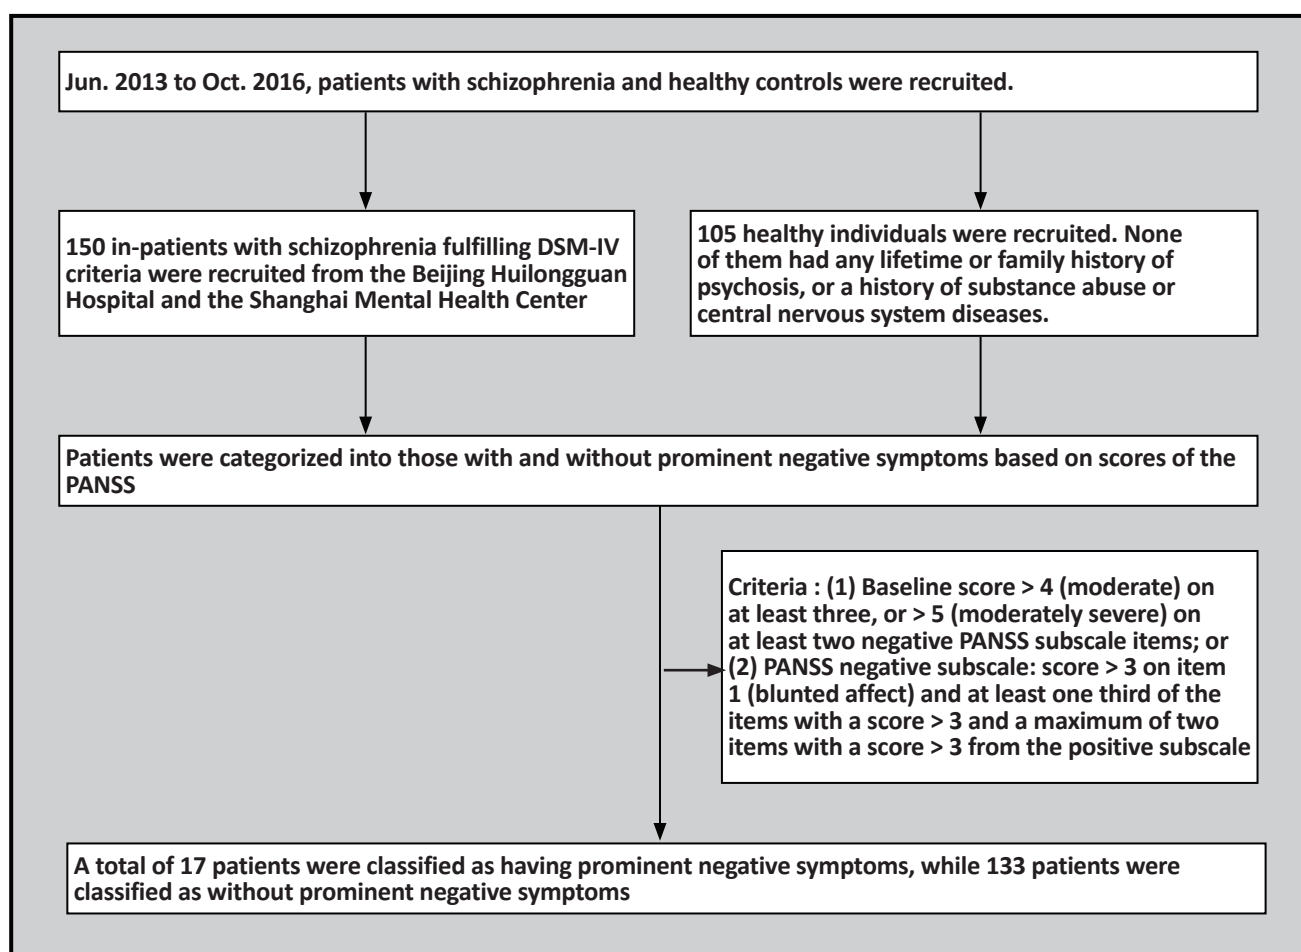 Jun. 2013 to Oct. 2016, patients with schizophrenia and healthy controls were recruited.
150 in-patients with schizophrenia fulfilling DSM-IV
criteria were recruited from the Beijing Huilongguan
Hospital and the Shanghai Mental Health Center
105 healthy individuals were recruited. None
of them had any lifetime or family history of
psychosis, or a history of substance abuse or
central nervous system diseases.
Patients were categorized into those with and without prominent negative symptoms based on scores of the
PANSS
Criteria : (1) Baseline score > 4 (moderate) on
at least three, or > 5 (moderately severe) on
at least two negative PANSS subscale items; or
(2) PANSS negative subscale: score > 3 on item
1 (blunted affect) and at least one third of the
items with a score > 3 and a maximum of two
items with a score > 3 from the positive subscale
A total of 17 patients were classified as having prominent negative symptoms, while 133 patients were
classified as without prominent negative symptoms